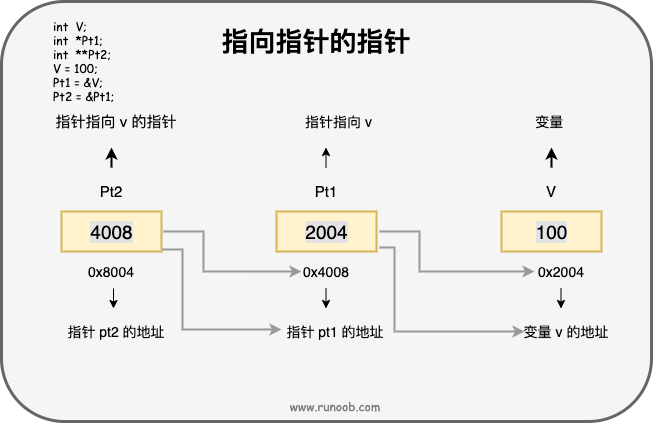 int  V;
int  *Pt1;
int  **Pt2;
V = 100;
Pt1 = &V;
Pt2 = &Pt1;
指向指针的指针
指针指向 v 的指针
指针指向 v
变量
Pt2
Pt1
V
4008
2004
100
0x8004
0x4008
0x2004
指针 pt2 的地址
指针 pt1 的地址
变量 v 的地址
www.runoob.com